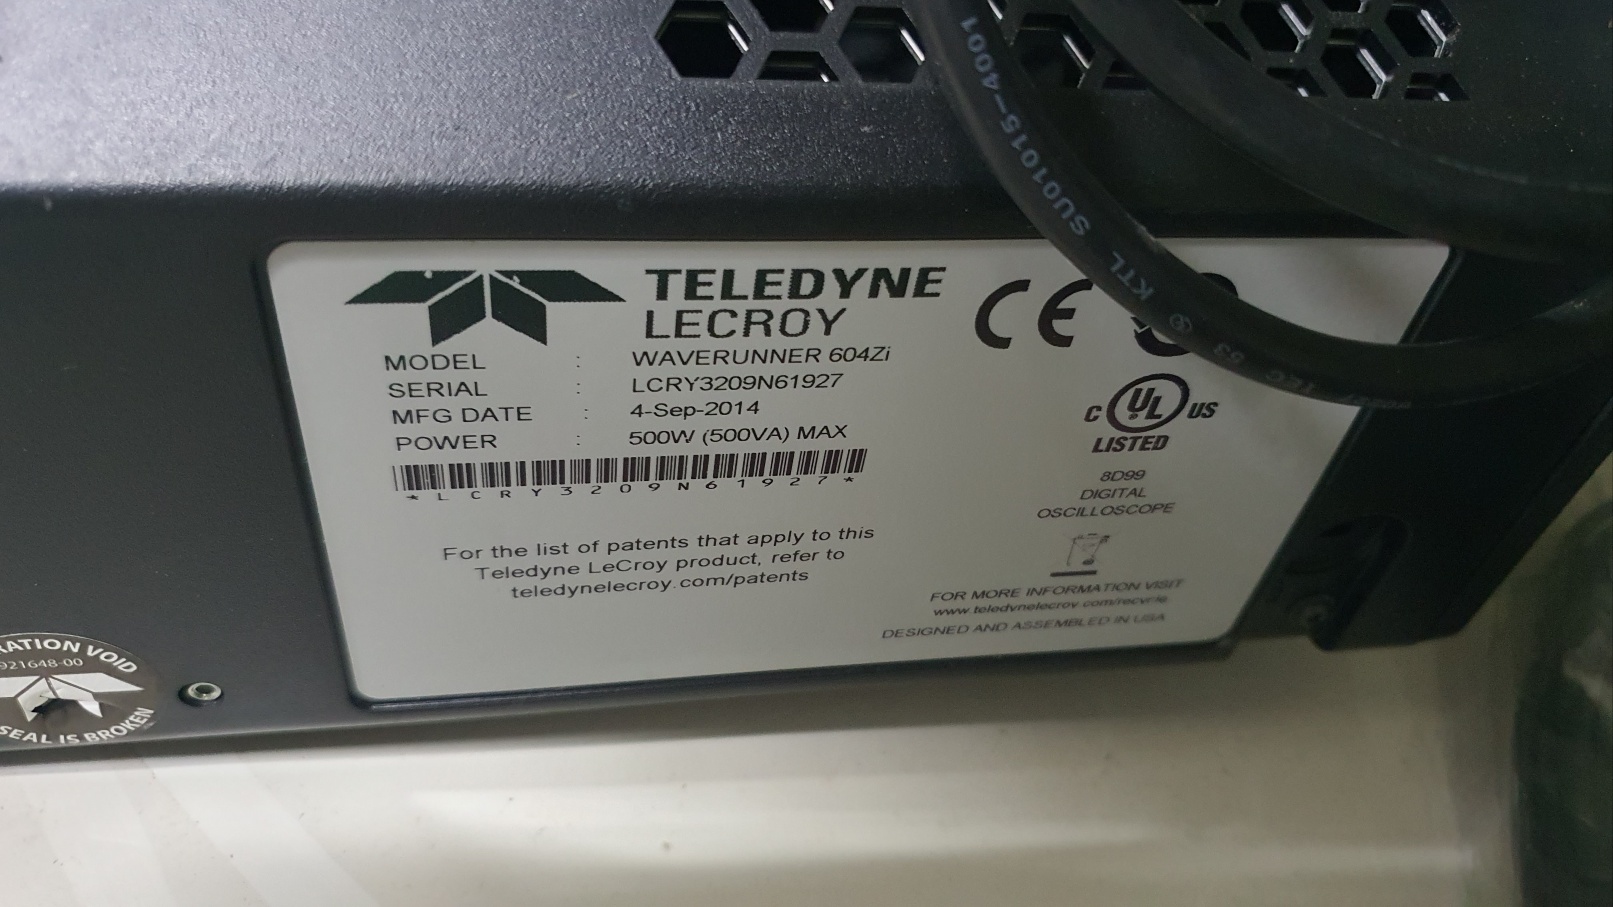 SU01015-4001
KTL
IEC 53
TELEDYNE
LECROY
CE
MODEL : WAVERUNNER 604Zi
SERIAL : LCRY3209N61927
MFG DATE : 4-Sep-2014
POWER : 500W (500VA) MAX
*LCRY3209N61927*
C UL US
LISTED
8D99
DIGITAL
OSCILLOSCOPE
For the list of patents that apply to this
Teledyne LeCroy product, refer to
teledynelecroy.com/patents
FOR MORE INFORMATION VISIT
www.teledynelecroy.com/recycle
DESIGNED AND ASSEMBLED IN USA
RATION VOID
921648-00
SEAL IS BROKEN